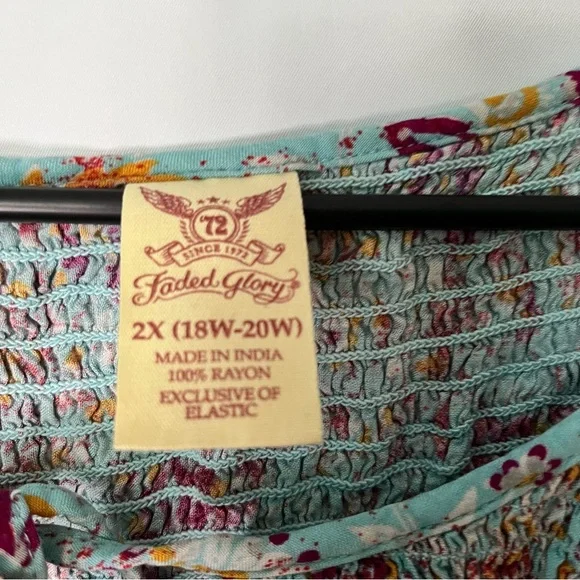 '72
SINCE 1972
Faded Glory
2X (18W-20W)
MADE IN INDIA
100% RAYON
EXCLUSIVE OF
ELASTIC